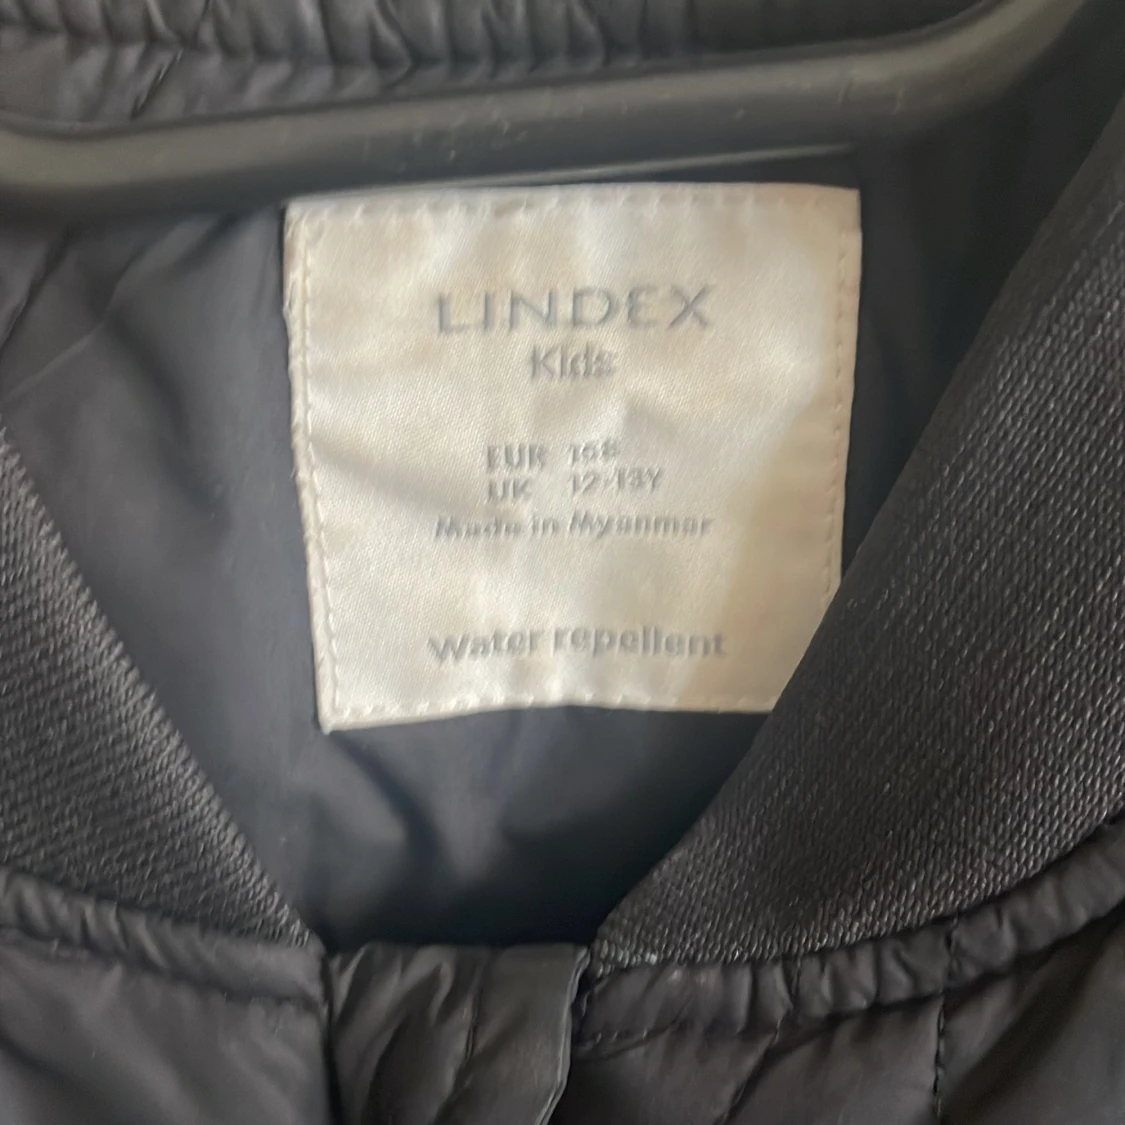 LINDEX
Kids
EUR 158
UK 12-13Y
Made in Myanmar
Water repellent